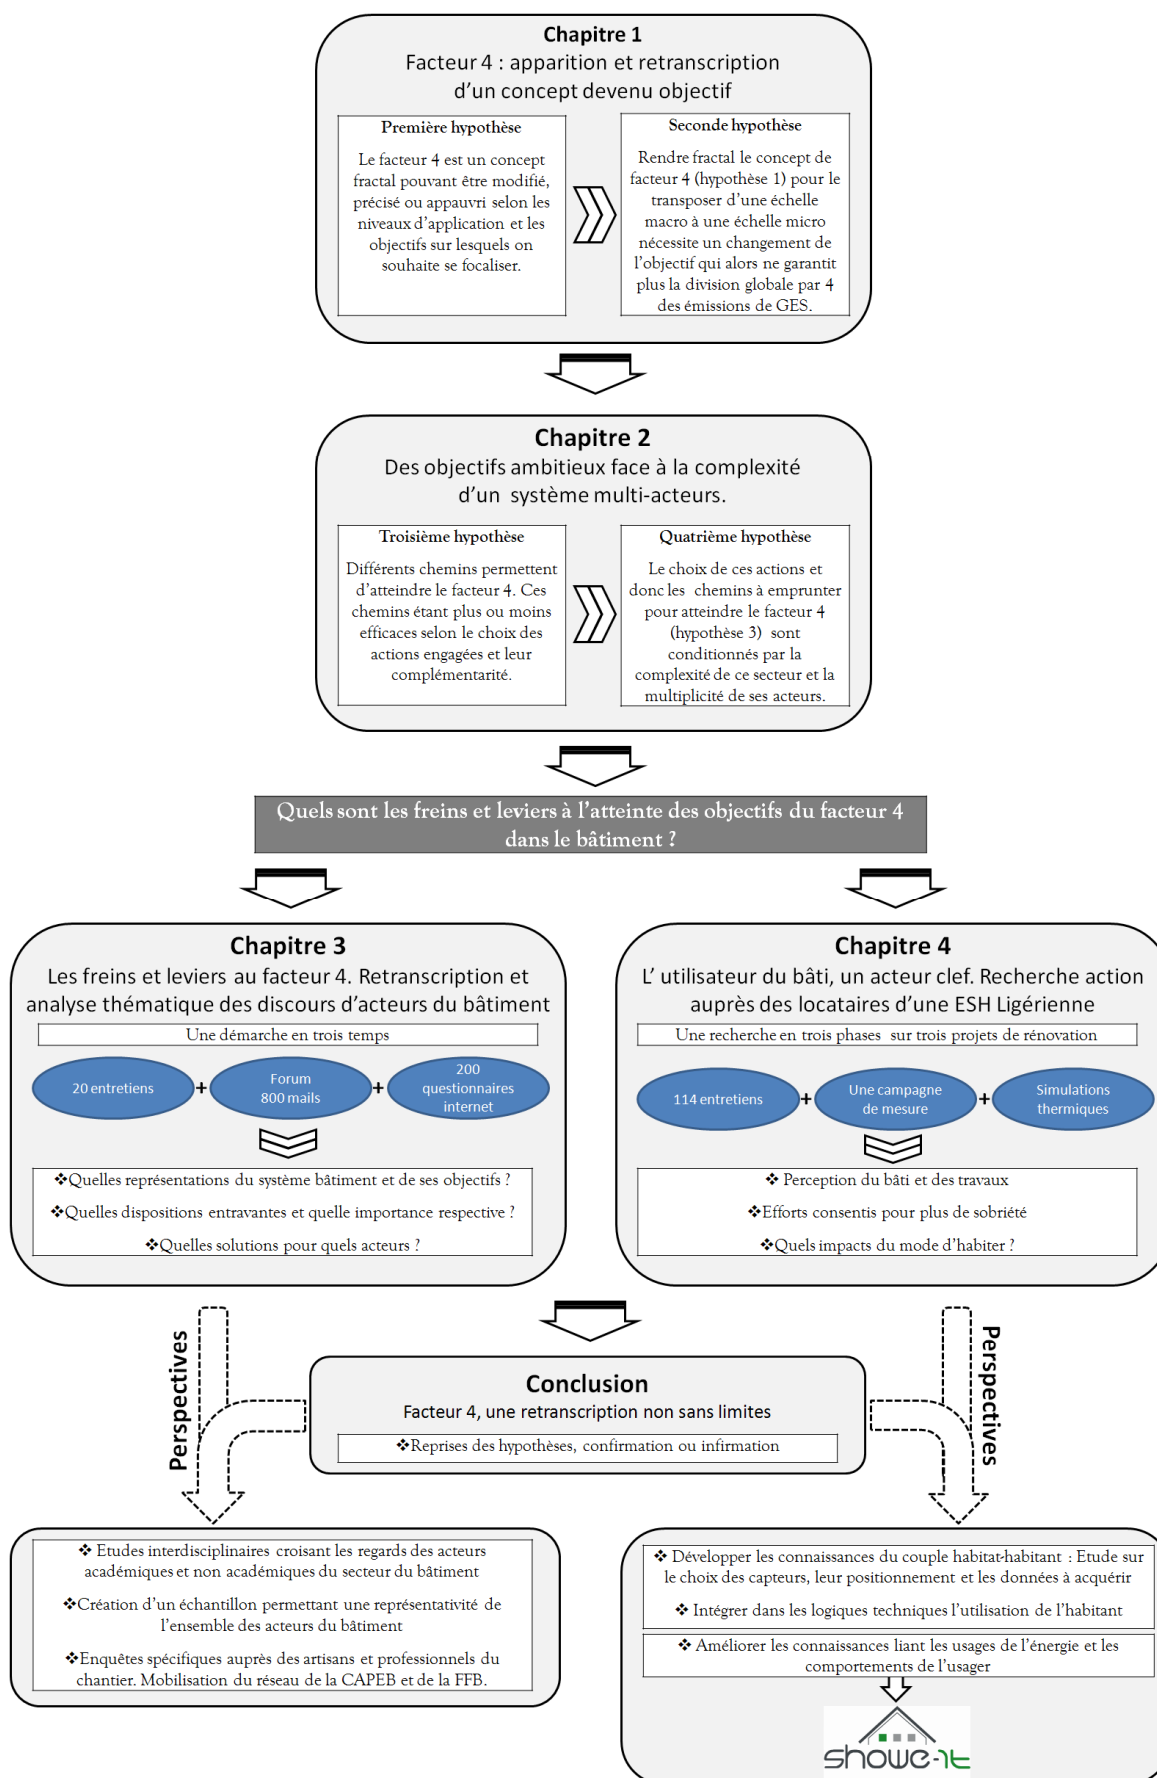 Chapitre 1
Facteur 4 : apparition et retranscription
d'un concept devenu objectif
Première hypothèse
Le facteur 4 est un concept
fractal pouvant être modifié,
précisé ou appauvri selon les
niveaux d'application et les
objectifs sur lesquels on
souhaite se focaliser.
Seconde hypothèse
Rendre fractal le concept de
facteur 4 (hypothèse 1) pour le
transposer d'une échelle
macro à une échelle micro
nécessite un changement de
l'objectif qui alors ne garantit
plus la division globale par 4
des émissions de GES.
Chapitre 2
Des objectifs ambitieux face à la complexité
d'un système multi-acteurs.
Troisième hypothèse
Différents chemins permettent
d'atteindre le facteur 4. Ces
chemins étant plus ou moins
efficaces selon le choix des
actions engagées et leur
complémentarité.
Quatrième hypothèse
Le choix de ces actions et
donc les chemins à emprunter
pour atteindre le facteur 4
(hypothèse 3) sont
conditionnés par la
complexité de ce secteur et la
multiplicité de ses acteurs.
Quels sont les freins et leviers à l'atteinte des objectifs du facteur 4
dans le bâtiment ?
Chapitre 3
Les freins et leviers au facteur 4. Retranscription et
analyse thématique des discours d'acteurs du bâtiment
Une démarche en trois temps
20 entretiens
+
Forum
800 mails
+
200
questionnaires
internet
❖Quelles représentations du système bâtiment et de ses objectifs ?
❖Quelles dispositions entravantes et quelle importance respective ?
❖Quelles solutions pour quels acteurs ?
Chapitre 4
L' utilisateur du bâti, un acteur clef. Recherche action
auprès des locataires d'une ESH Ligérienne
Une recherche en trois phases sur trois projets de rénovation
114 entretiens
+
Une campagne
de mesure
+
Simulations
thermiques
❖ Perception du bâti et des travaux
❖Efforts consentis pour plus de sobriété
❖Quels impacts du mode d'habiter ?
Perspectives
Conclusion
Facteur 4, une retranscription non sans limites
❖Reprises des hypothèses, confirmation ou infirmation
Perspectives
❖ Etudes interdisciplinaires croisant les regards des acteurs
académiques et non académiques du secteur du bâtiment
❖Création d'un échantillon permettant une représentativité de
l'ensemble des acteurs du bâtiment
❖Enquêtes spécifiques auprès des artisans et professionnels du
chantier. Mobilisation du réseau de la CAPEB et de la FFB.
❖ Développer les connaissances du couple habitat-habitant : Etude sur
le choix des capteurs, leur positionnement et les données à acquérir
❖ Intégrer dans les logiques techniques l'utilisation de l'habitant
❖ Améliorer les connaissances liant les usages de l'énergie et les
comportements de l'usager
showe-it